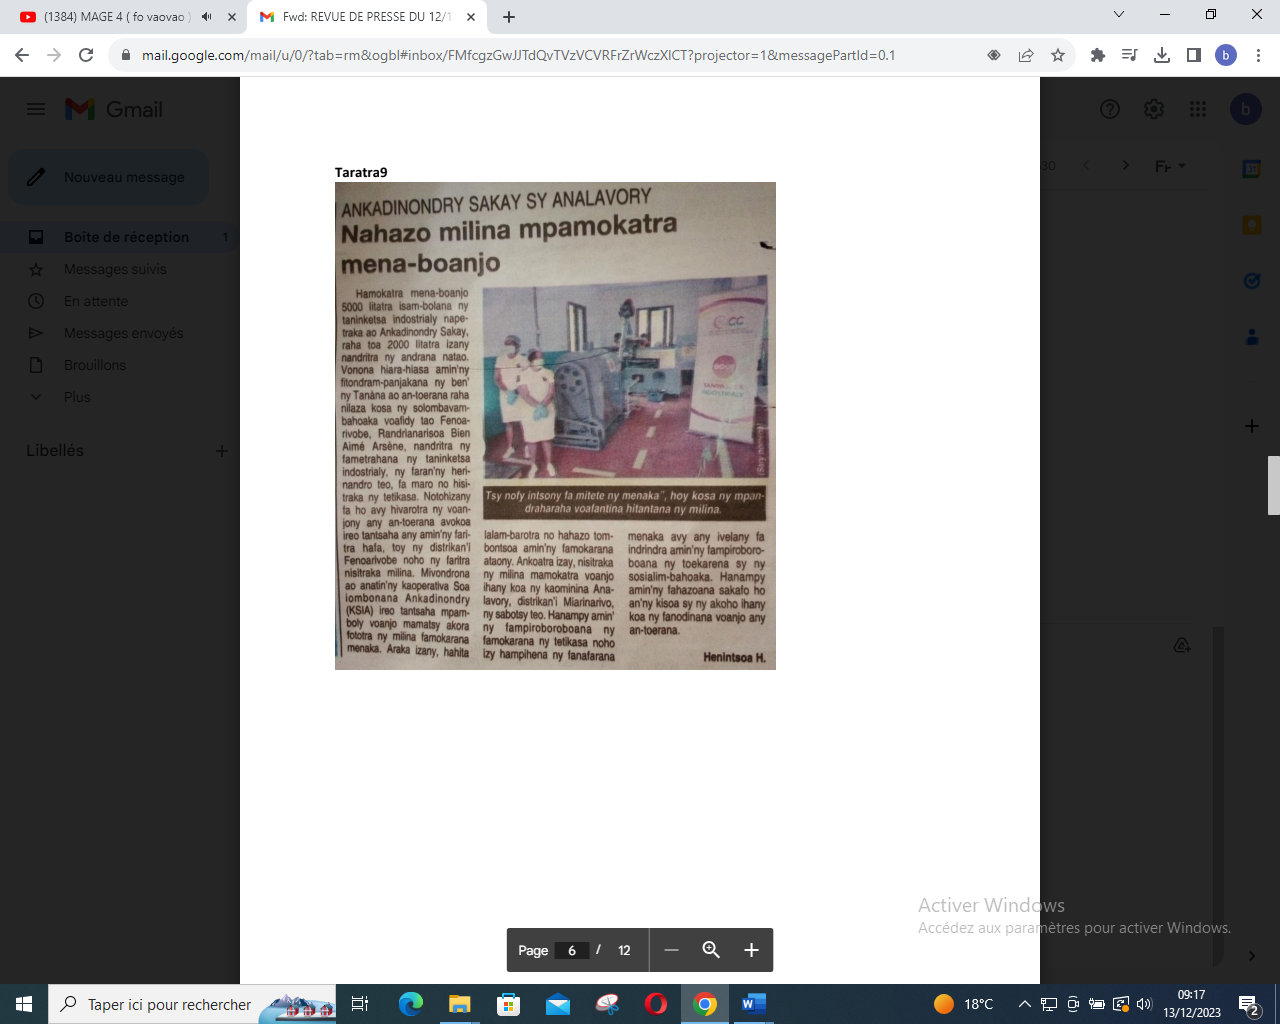 (1384) MAGE 4 ( fo vaovao )
Fwd: REVUE DE PRESSE DU 12/1
mail.google.com/mail/u/0/?tab=rm&ogbl#inbox/FMfcgzGwJJTdQvTVzVCVRFrZrWczXlCT?projector=1&messagePartId=0.1
b
Gmail
b
Nouveau message
30
Fr
Boîte de réception 1
Messages suivis
En attente
Messages envoyés
Brouillons
Plus
Libellés
Taratra9
ANKADINONDRY SAKAY SY ANALAVORY
Nahazo milina mpamokatra
mena-boanjo
Hamokatra mena-boanjo
5000 litatra isam-bolana ny
taninketsa indostrialy nape-
traka ao Ankadinondry Sakay,
raha toa 2000 litatra izany
nandritra ny andrana natao.
Vonona hiara-hiasa amin'ny
fitondram-panjakana ny ben'
ny Tanàna ao an-toerana raha
nilaza kosa ny solombavam-
bahoaka voafidy tao Fenoa-
rivobe, Randrianarisoa Bien
Aimé Arsène, nandritra ny
fametrahana ny taninketsa
indostrialy, ny faran'ny heri-
nandro teo, fa maro no hisi-
traka ny tetikasa. Notohizany
fa ho avy hivarotra ny voan-
jony any an-toerana avokoa
ireo tantsaha any amin'ny fari-
tra hafa, toy ny distrikan'i
Fenoarivobe noho ny faritra
nisitraka milina. Mivondrona
ao anatin'ny kaoperativa Soa
Iombonana Ankadinondry
(KSIA) ireo tantsaha mpam-
boly voanjo mamatsy akora
fototra ny milina famokarana
menaka. Araka izany, hahita
Tsy nofy intsony fa mitete ny menaka", hoy kosa ny mpan-
draharaha voafantina hitantana ny milina.
lalam-barotra no hahazo tom-
bontsoa amin'ny famokarana
ataony. Ankoatra izay, nisitraka
ny milina mamokatra voanjo
ihany koa ny kaominina Ana-
lavory, distrikan'i Miarinarivo,
ny sabotsy teo. Hanampy amin'
ny fampiroboroboana ny
famokarana ny tetikasa noho
izy hampihena ny fanafarana
menaka avy any ivelany fa
indrindra amin'ny fampiroboro-
boana ny toekarena sy ny
sosialim-bahoaka. Hanampy
amin'ny fahazoana sakafo ho
an'ny kisoa sy ny akoho ihany
koa ny fanodinana voanjo any
an-toerana.
Henintsoa H.
Activer Windows
Accédez aux paramètres pour activer Windows.
Page 6 / 12
Taper ici pour rechercher
18°C
09:17
13/12/2023
2